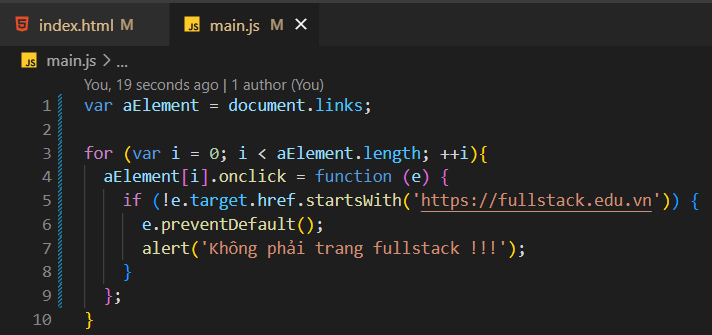 index.html M main.js M
JS main.js > ...
You, 19 seconds ago | 1 author (You)
1 var aElement = document.links;
2
3 for (var i = 0; i < aElement.length; ++i){
4 aElement[i].onclick = function (e) {
5 if (!e.target.href.startsWith('https://fullstack.edu.vn')) {
6 e.preventDefault();
7 alert('Không phải trang fullstack !!!');
8 }
9 };
10 }